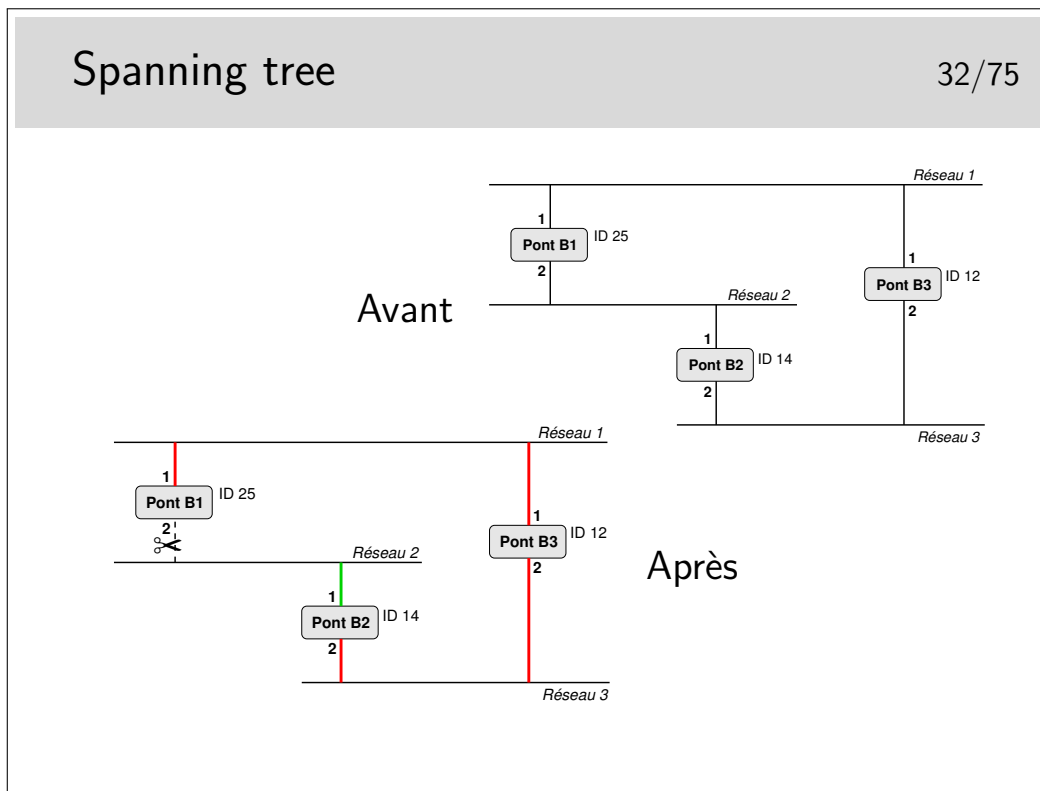 Spanning tree
32/75
Réseau 1
1
Pont B1
ID 25
2
1
Pont B3
ID 12
2
Avant
Réseau 2
1
Pont B2
ID 14
2
Réseau 3
Réseau 1
1
Pont B1
ID 25
2
1
Pont B3
ID 12
2
Réseau 2
Après
1
Pont B2
ID 14
2
Réseau 3